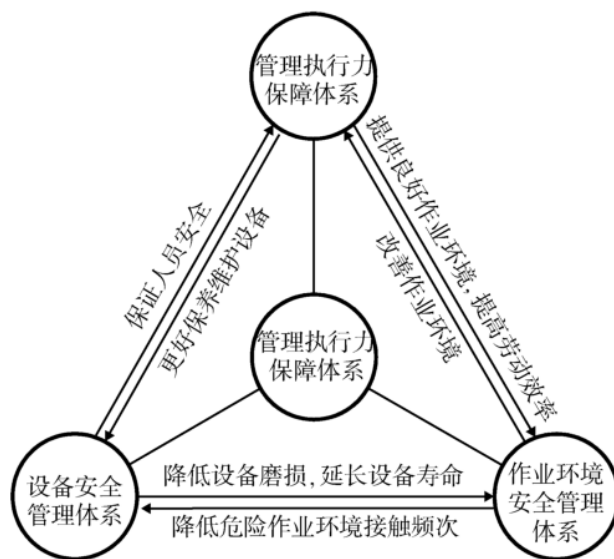 管理执行力
保障体系
保证人员安全
更好保养维护设备
提供良好作业环境,提高劳动效率
改善作业环境
管理执行力
保障体系
设备安全
管理体系
降低设备磨损,延长设备寿命
降低危险作业环境接触频次
作业环境
安全管理
体系